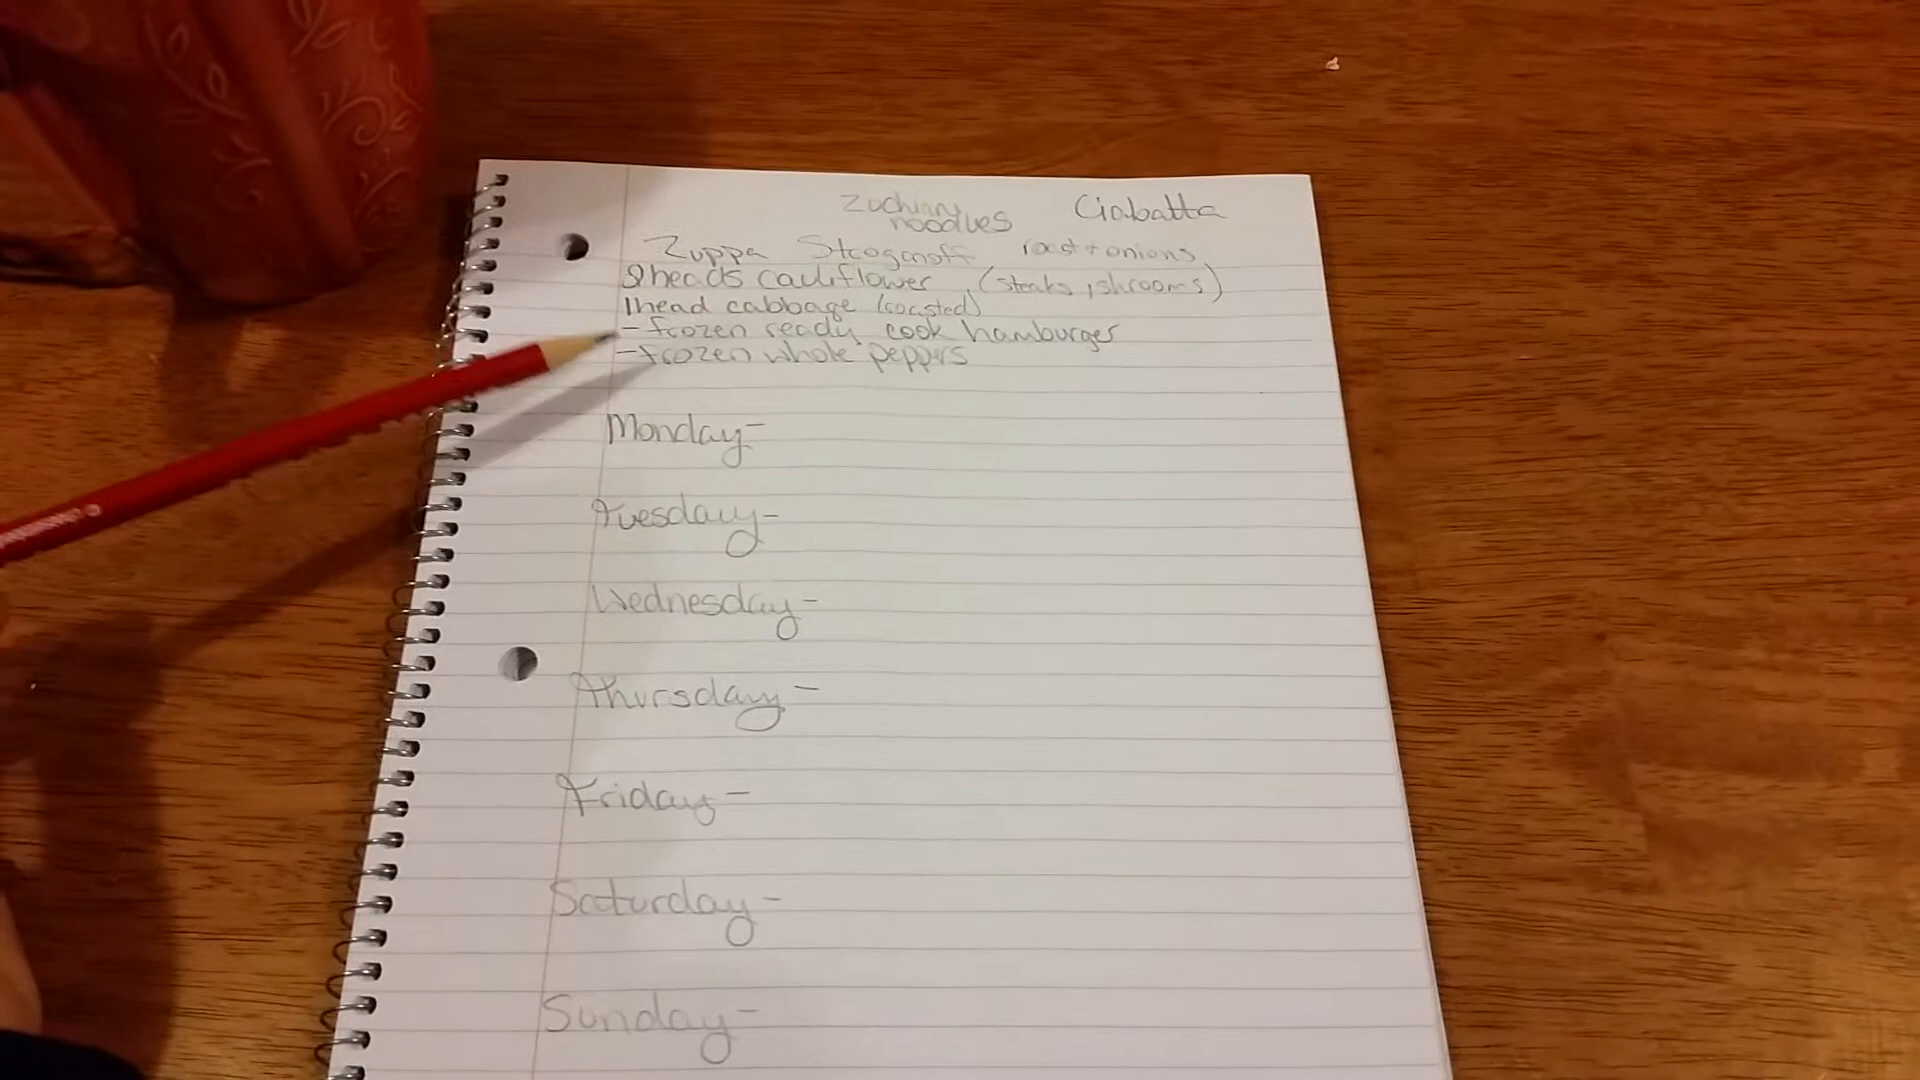 Zuchinny Ciabatta
noodles
Zuppa Stroganoff roast + onions
2 heads cauliflower (steaks, shrooms)
1 head cabbage (roasted)
- frozen ready cook hamburger
- frozen whole peppers
Monday-
Tuesday-
Wednesday-
Thursday-
Friday-
Saturday-
Sunday-